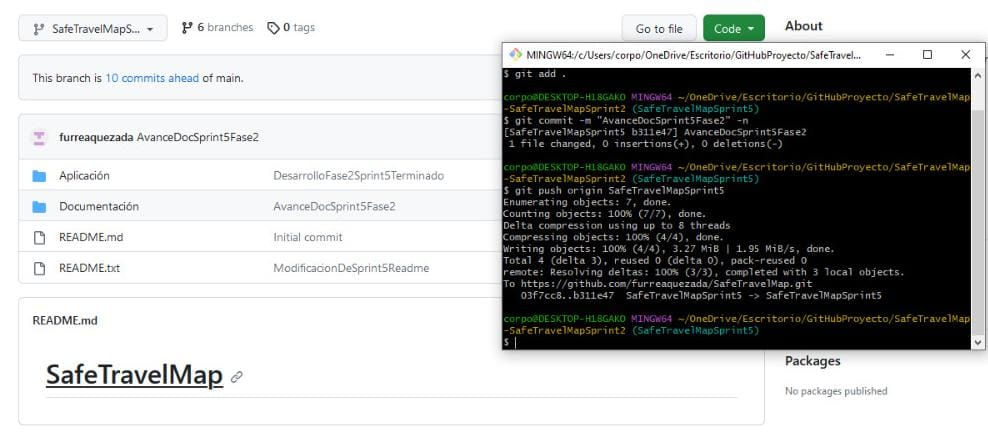 SafeTravelMapS...
6 branches
0 tags
Go to file
Code
About
This branch is 10 commits ahead of main.
furreaquezada AvanceDocSprint5Fase2
Aplicación DesarrolloFase2Sprint5Terminado
Documentación AvanceDocSprint5Fase2
README.md Initial commit
README.txt ModificacionDeSprint5Readme
README.md
SafeTravelMap
MINGW64:/c/Users/corpo/OneDrive/Escritorio/GitHubProyecto/SafeTravel...
$ git add .
corpo@DESKTOP-H18GAKO MINGW64 ~/OneDrive/Escritorio/GitHubProyecto/SafeTravelMap
-SafeTravelMapSprint2 (SafeTravelMapSprint5)
$ git commit -m "AvanceDocSprint5Fase2" -n
[SafeTravelMapSprint5 b311e47] AvanceDocSprint5Fase2
1 file changed, 0 insertions(+), 0 deletions(-)
corpo@DESKTOP-H18GAKO MINGW64 ~/OneDrive/Escritorio/GitHubProyecto/SafeTravelMap
-SafeTravelMapSprint2 (SafeTravelMapSprint5)
$ git push origin SafeTravelMapSprint5
Enumerating objects: 7, done.
Counting objects: 100% (7/7), done.
Delta compression using up to 8 threads
Compressing objects: 100% (4/4), done.
Writing objects: 100% (4/4), 3.27 MiB | 1.95 MiB/s, done.
Total 4 (delta 3), reused 0 (delta 0), pack-reused 0
remote: Resolving deltas: 100% (3/3), completed with 3 local objects.
To https://github.com/furreaquezada/SafeTravelMap.git
03f7cc8..b311e47 SafeTravelMapSprint5 -> SafeTravelMapSprint5
corpo@DESKTOP-H18GAKO MINGW64 ~/OneDrive/Escritorio/GitHubProyecto/SafeTravelMap
-SafeTravelMapSprint2 (SafeTravelMapSprint5)
$
Packages
No packages published